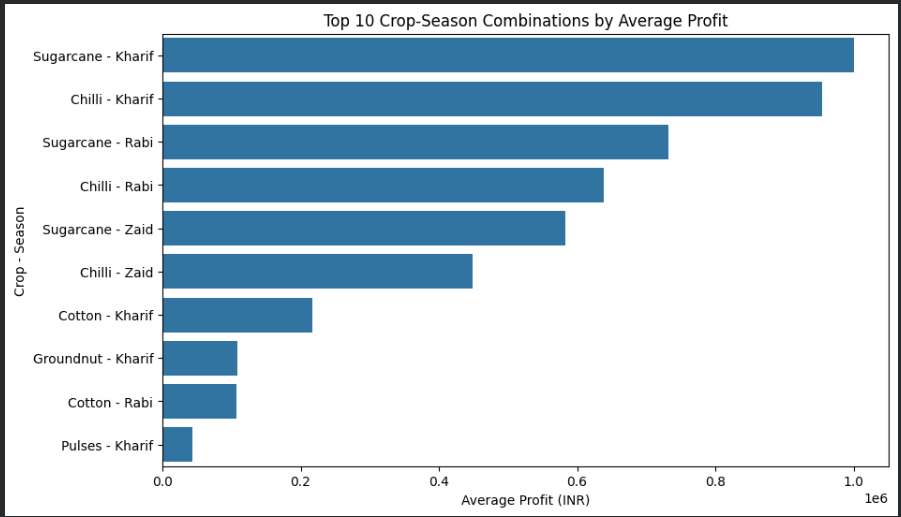 Top 10 Crop-Season Combinations by Average Profit
Crop - Season
Sugarcane - Kharif
Chilli - Kharif
Sugarcane - Rabi
Chilli - Rabi
Sugarcane - Zaid
Chilli - Zaid
Cotton - Kharif
Groundnut - Kharif
Cotton - Rabi
Pulses - Kharif
0.0 0.2 0.4 0.6 0.8 1.0
1e6
Average Profit (INR)